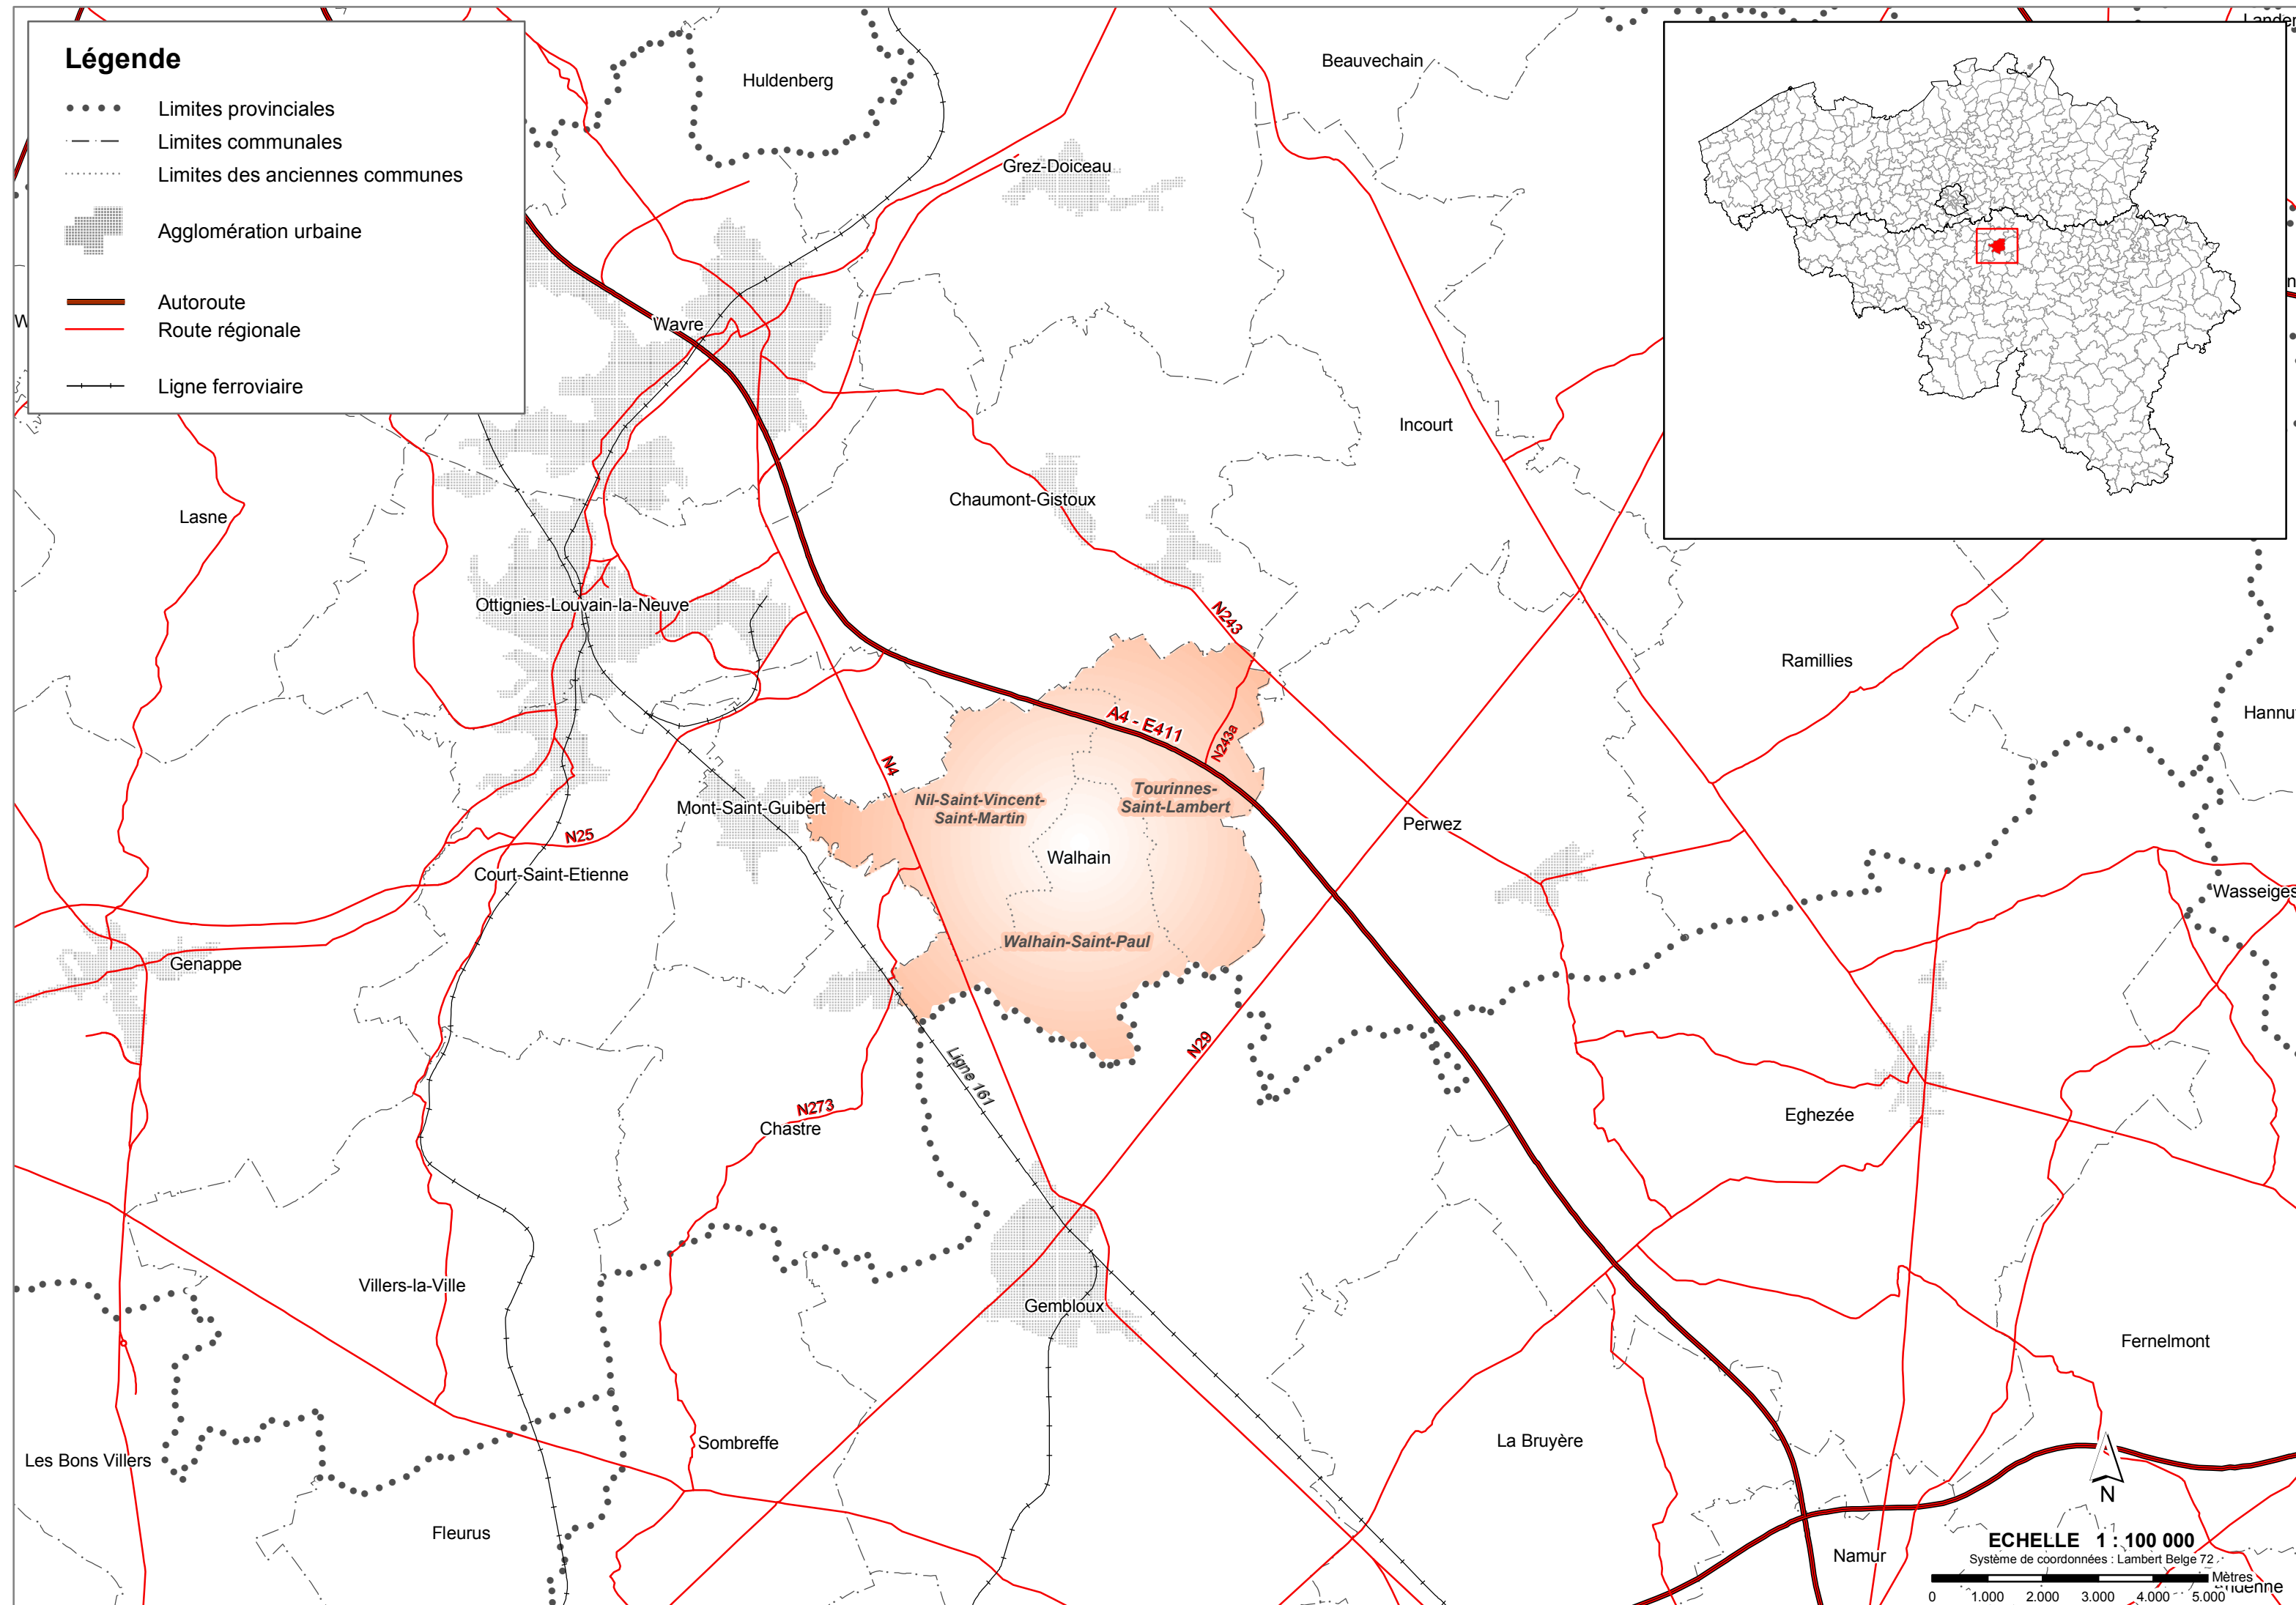 Légende
Limites provinciales
Limites communales
Limites des anciennes communes
Agglomération urbaine
Autoroute
Route régionale
Ligne ferroviaire
Huldenberg
Beauvechain
Grez-Doiceau
Wavre
Lasne
Chaumont-Gistoux
Incourt
Ottignies-Louvain-la-Neuve
N243
Ramillies
A4 - E411
N243a
N4
Mont-Saint-Guibert
Nil-Saint-Vincent-
Saint-Martin
Tourinnes-
Saint-Lambert
Perwez
N25
Walhain
Court-Saint-Etienne
Wasseiges
Walhain-Saint-Paul
Genappe
N29
Ligne 161
N273
Chastre
Eghezée
Villers-la-Ville
Gembloux
Fernelmont
Sombreffe
La Bruyère
Les Bons Villers
Fleurus
Namur
N
ECHELLE 1 : 100 000
Système de coordonnées : Lambert Belge 72
Mètres
0 1.000 2.000 3.000 4.000 5.000